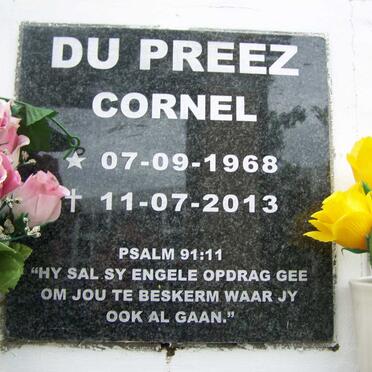 DU PREEZ
CORNEL
★ 07-09-1968
† 11-07-2013
PSALM 91:11
“HY SAL SY ENGELE OPDRAG GEE
OM JOU TE BESKERM WAAR JY
OOK AL GAAN.”